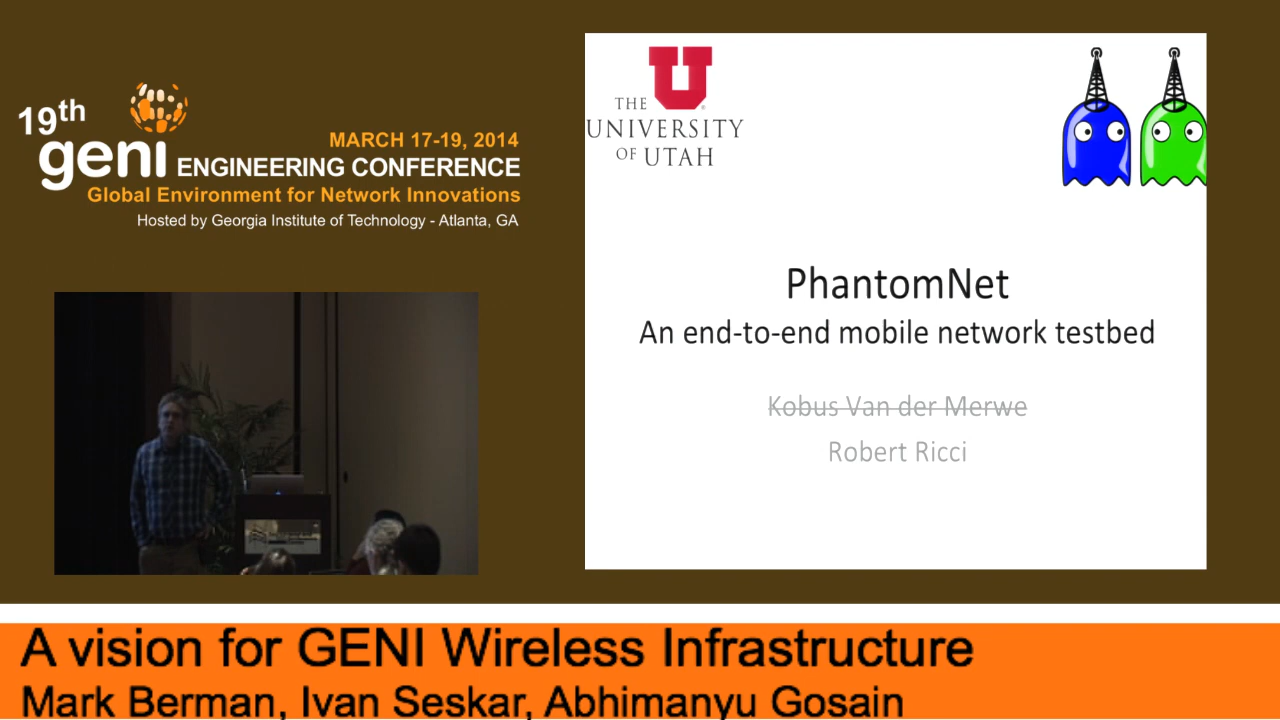 19th
geni ENGINEERING CONFERENCE
MARCH 17-19, 2014
Global Environment for Network Innovations
Hosted by Georgia Institute of Technology - Atlanta, GA
THE
UNIVERSITY
OF UTAH
PhantomNet
An end-to-end mobile network testbed
Kobus Van der Merwe
Robert Ricci
A vision for GENI Wireless Infrastructure
Mark Berman, Ivan Seskar, Abhimanyu Gosain